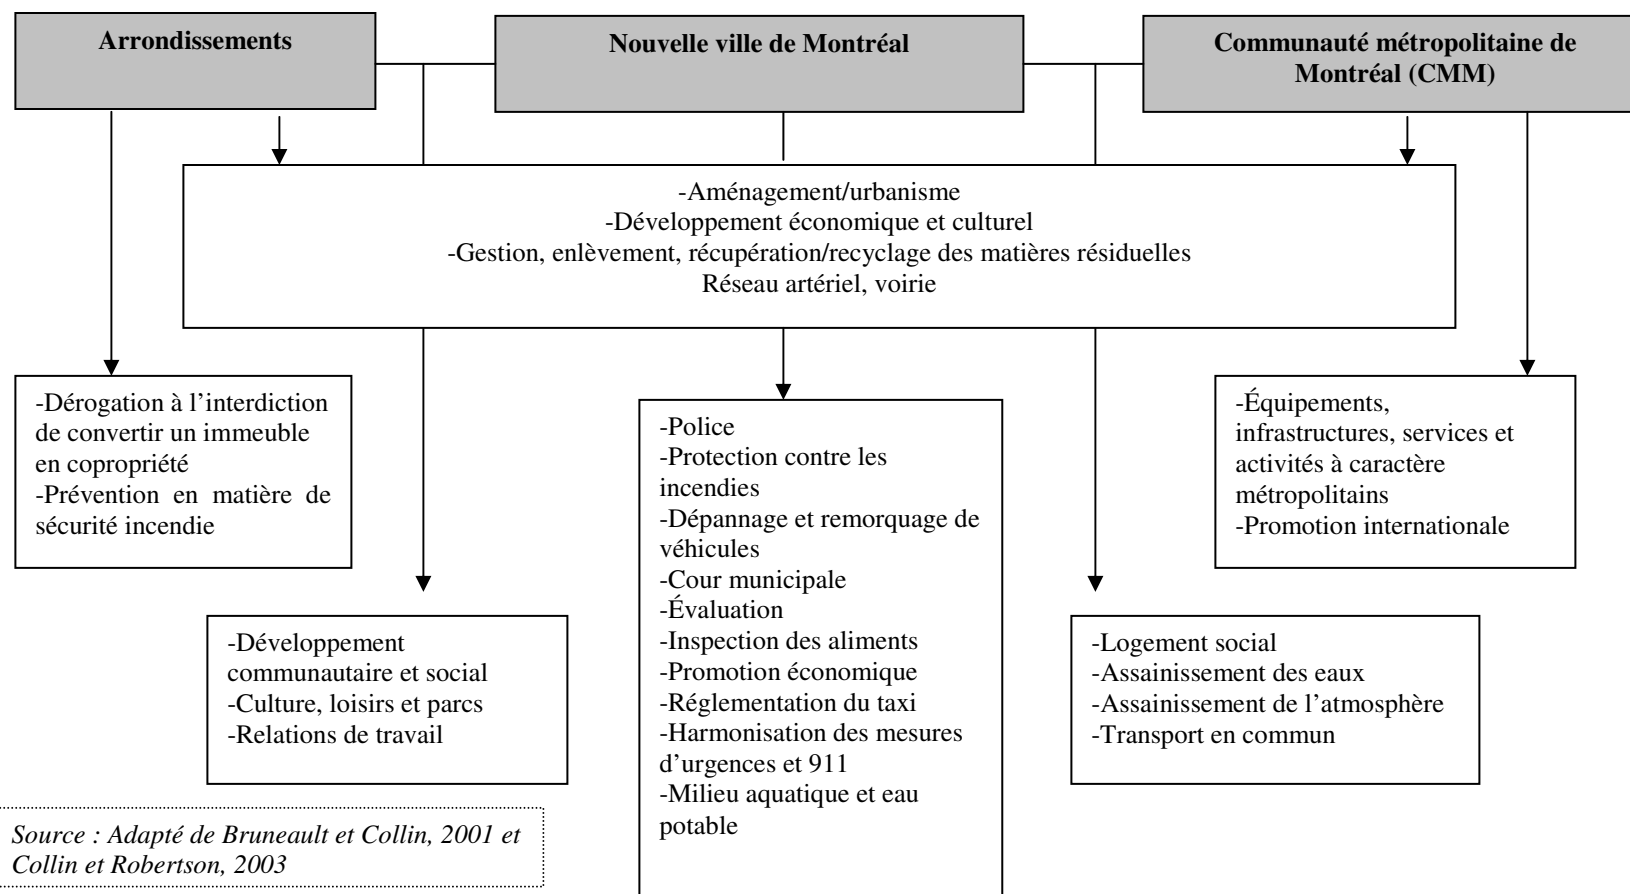 Arrondissements
Nouvelle ville de Montréal
Communauté métropolitaine de
Montréal (CMM)
-Aménagement/urbanisme
-Développement économique et culturel
-Gestion, enlèvement, récupération/recyclage des matières résiduelles
Réseau artériel, voirie
-Dérogation à l’interdiction
de convertir un immeuble
en copropriété
-Prévention en matière de
sécurité incendie
-Développement
communautaire et social
-Culture, loisirs et parcs
-Relations de travail
-Police
-Protection contre les
incendies
-Dépannage et remorquage de
véhicules
-Cour municipale
-Évaluation
-Inspection des aliments
-Promotion économique
-Réglementation du taxi
-Harmonisation des mesures
d’urgences et 911
-Milieu aquatique et eau
potable
-Logement social
-Assainissement des eaux
-Assainissement de l’atmosphère
-Transport en commun
-Équipements,
infrastructures, services et
activités à caractère
métropolitains
-Promotion internationale
Source : Adapté de Bruneault et Collin, 2001 et
Collin et Robertson, 2003